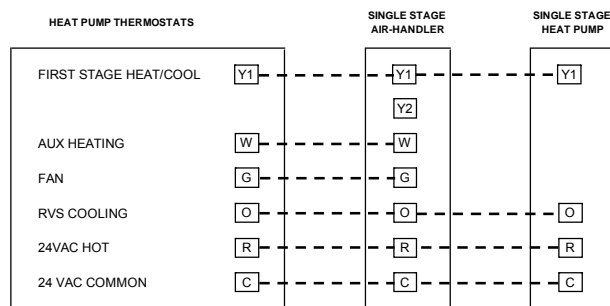 HEAT PUMP THERMOSTATS
SINGLE STAGE
AIR-HANDLER
SINGLE STAGE
HEAT PUMP
FIRST STAGE HEAT/COOL Y1 Y1 Y1
Y2
AUX HEATING W W
FAN G G
RVS COOLING O O O
24VAC HOT R R R
24 VAC COMMON C C C